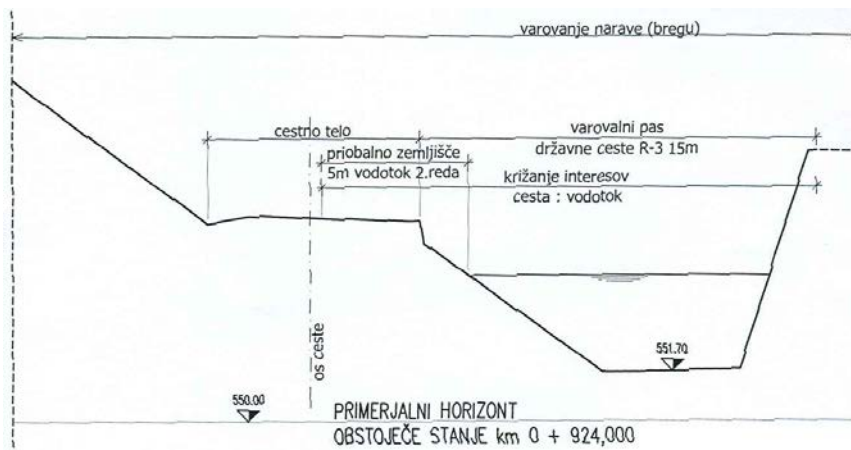 varovanje narave (bregu)
cestno telo
varovalni pas
državne ceste R-3 15m
priobalno zemljišče
5m vodotok 2.reda
križanje interesov
cesta : vodotok
os ceste
551.70
550.00
PRIMERJALNI HORIZONT
OBSTOJEČE STANJE km 0 + 924,000